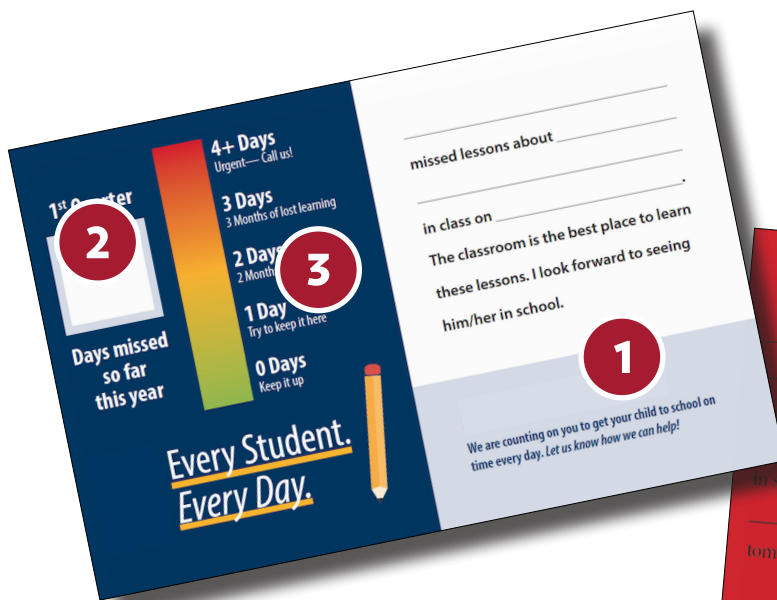 1st Quarter
2
Days missed
so far
this year
4+ Days
Urgent— Call us!
3 Days
3 Months of lost learning
2 Days
2 Month
3
1 Day
Try to keep it here
0 Days
Keep it up
Every Student.
Every Day.
missed lessons about
in class on .
The classroom is the best place to learn
these lessons. I look forward to seeing
him/her in school.
1
We are counting on you to get your child to school on
time every day. Let us know how we can help!
in
tom